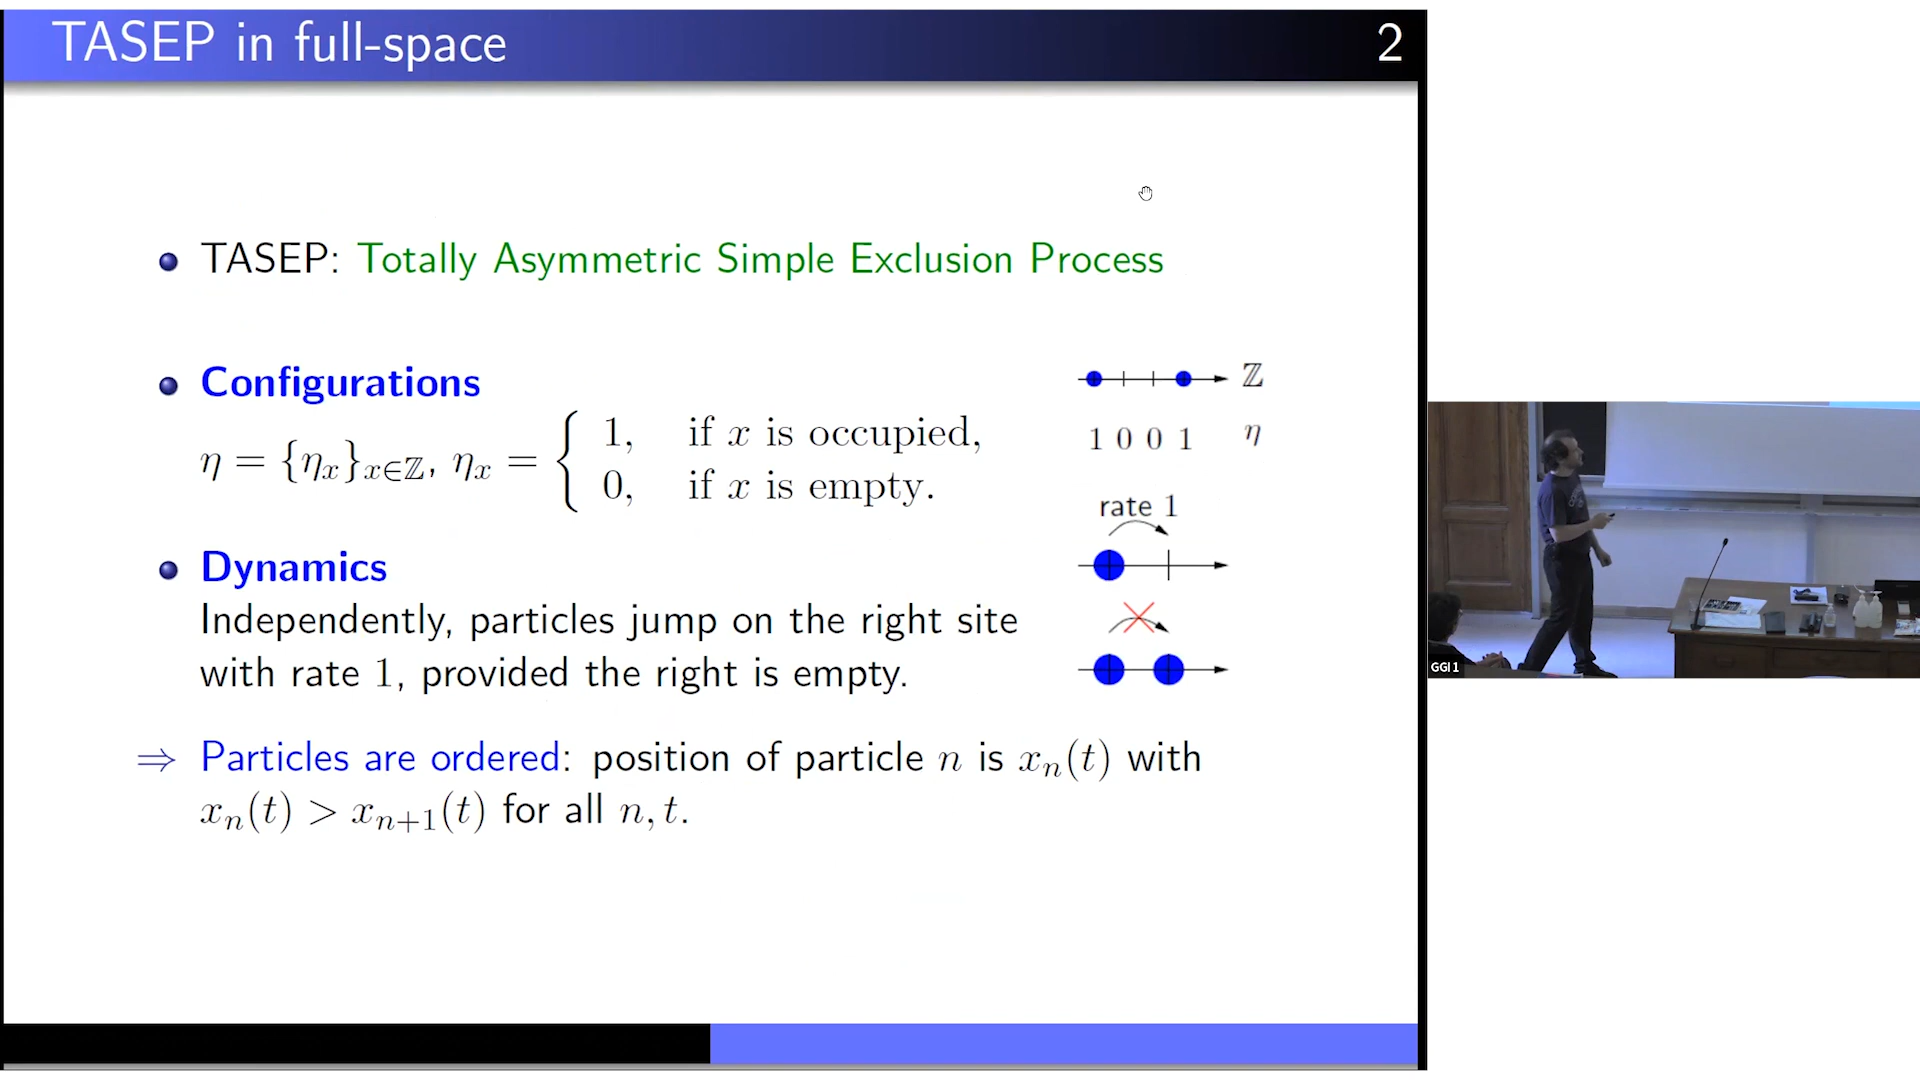 TASEP in full-space
2
TASEP: Totally Asymmetric Simple Exclusion Process
Configurations
η = {η_x}_{x∈ℤ}, η_x = { 1, if x is occupied,
0, if x is empty.
ℤ
1 0 0 1 η
rate 1
Dynamics
Independently, particles jump on the right site
with rate 1, provided the right is empty.
⇒ Particles are ordered: position of particle n is x_n(t) with
x_n(t) > x_{n+1}(t) for all n, t.
GGI 1